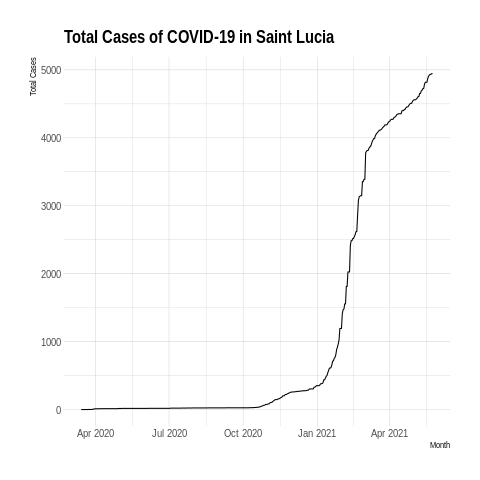 Total Cases of COVID-19 in Saint Lucia
Total Cases
5000
4000
3000
2000
1000
0
Apr 2020 Jul 2020 Oct 2020 Jan 2021 Apr 2021
Month